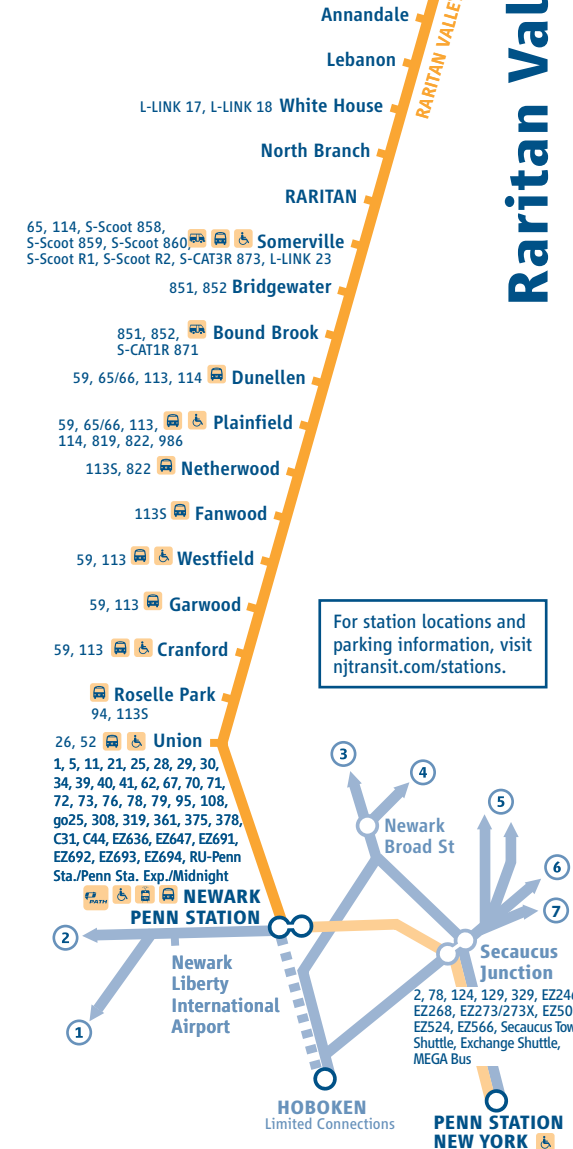 Annandale
RARITAN VALLEY
Lebanon
L-LINK 17, L-LINK 18 White House
North Branch
RARITAN
Raritan Val
65, 114, S-Scoot 858,
S-Scoot 859, S-Scoot 860, Somerville
S-Scoot R1, S-Scoot R2, S-CAT3R 873, L-LINK 23
851, 852 Bridgewater
851, 852, Bound Brook
S-CAT1R 871
59, 65/66, 113, 114 Dunellen
59, 65/66, 113, Plainfield
114, 819, 822, 986
113S, 822 Netherwood
113S Fanwood
59, 113 Westfield
59, 113 Garwood
For station locations and
parking information, visit
njtransit.com/stations.
59, 113 Cranford
Roselle Park
94, 113S
26, 52 Union
1, 5, 11, 21, 25, 28, 29, 30,
34, 39, 40, 41, 62, 67, 70, 71,
72, 73, 76, 78, 79, 95, 108,
go25, 308, 319, 361, 375, 378,
C31, C44, EZ636, EZ647, EZ691,
EZ692, EZ693, EZ694, RU-Penn
Sta./Penn Sta. Exp./Midnight
PATH NEWARK
PENN STATION
3
4
5
Newark
Broad St
6
7
2
Newark
Liberty
International
Airport
1
Secaucus
Junction
2, 78, 124, 129, 329, EZ246
EZ268, EZ273/273X, EZ50
EZ524, EZ566, Secaucus Tow
Shuttle, Exchange Shuttle,
MEGA Bus
HOBOKEN
Limited Connections
PENN STATION
NEW YORK